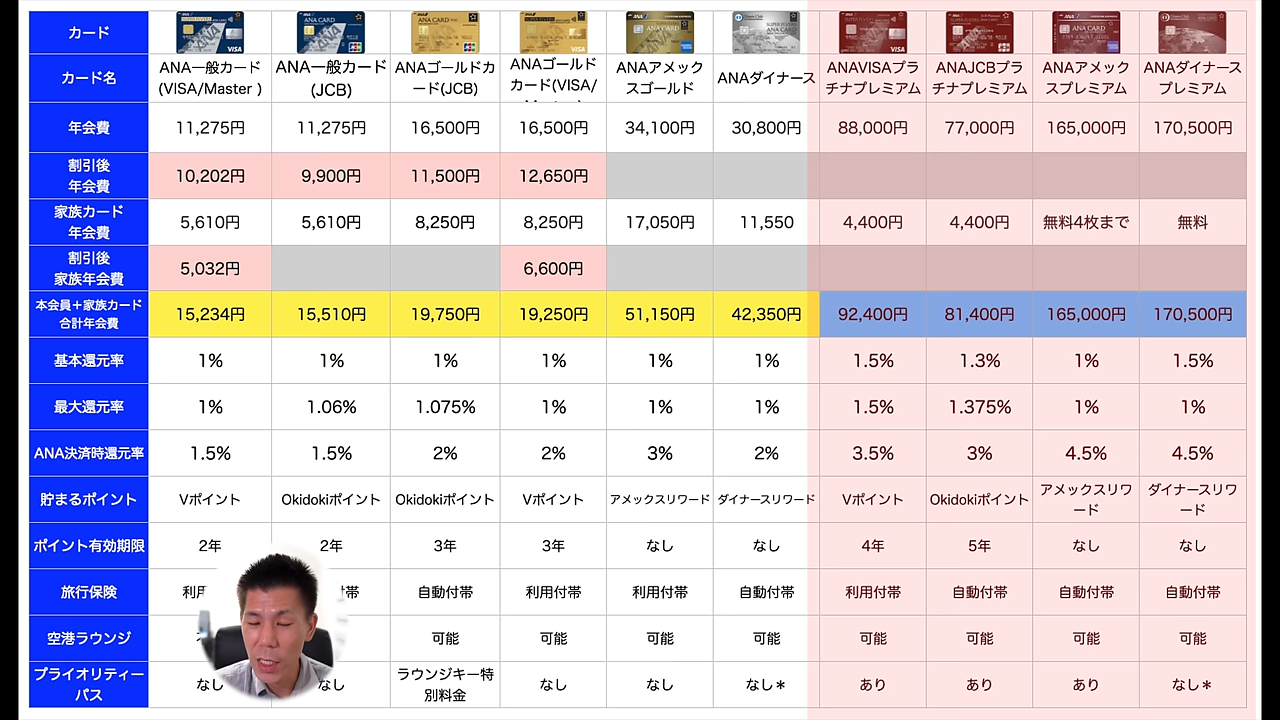 カード
カード名
ANA一般カード
(VISA/Master )
ANA一般カード
(JCB)
ANAゴールドカ
ード(JCB)
ANAゴールド
カード(VISA/
ANAアメック
スゴールド
ANAダイナース
ANAVISAプラ
チナプレミアム
ANAJCBプラ
チナプレミアム
ANAアメック
スプレミアム
ANAダイナース
プレミアム
年会費 11,275円 11,275円 16,500円 16,500円 34,100円 30,800円 88,000円 77,000円 165,000円 170,500円
割引後
年会費
10,202円 9,900円 11,500円 12,650円
家族カード
年会費
5,610円 5,610円 8,250円 8,250円 17,050円 11,550 4,400円 4,400円 無料4枚まで 無料
割引後
家族年会費
5,032円 6,600円
本会員＋家族カード
合計年会費
15,234円 15,510円 19,750円 19,250円 51,150円 42,350円 92,400円 81,400円 165,000円 170,500円
基本還元率 1% 1% 1% 1% 1% 1% 1.5% 1.3% 1% 1.5%
最大還元率 1% 1.06% 1.075% 1% 1% 1% 1.5% 1.375% 1% 1%
ANA決済時還元率 1.5% 1.5% 2% 2% 3% 2% 3.5% 3% 4.5% 4.5%
貯まるポイント Vポイント Okidokiポイント Okidokiポイント Vポイント アメックスリワード ダイナースリワード Vポイント Okidokiポイント
アメックスリワ
ード
ダイナースリワ
ード
ポイント有効期限 2年 2年 3年 3年 なし なし 4年 5年 なし なし
旅行保険 利用 帯 自動付帯 利用付帯 利用付帯 自動付帯 利用付帯 自動付帯 自動付帯 自動付帯
空港ラウンジ 可能 可能 可能 可能 可能 可能 可能 可能
プライオリティー
パス
なし なし
ラウンジキー特
別料金
なし なし なし＊ あり あり あり なし＊